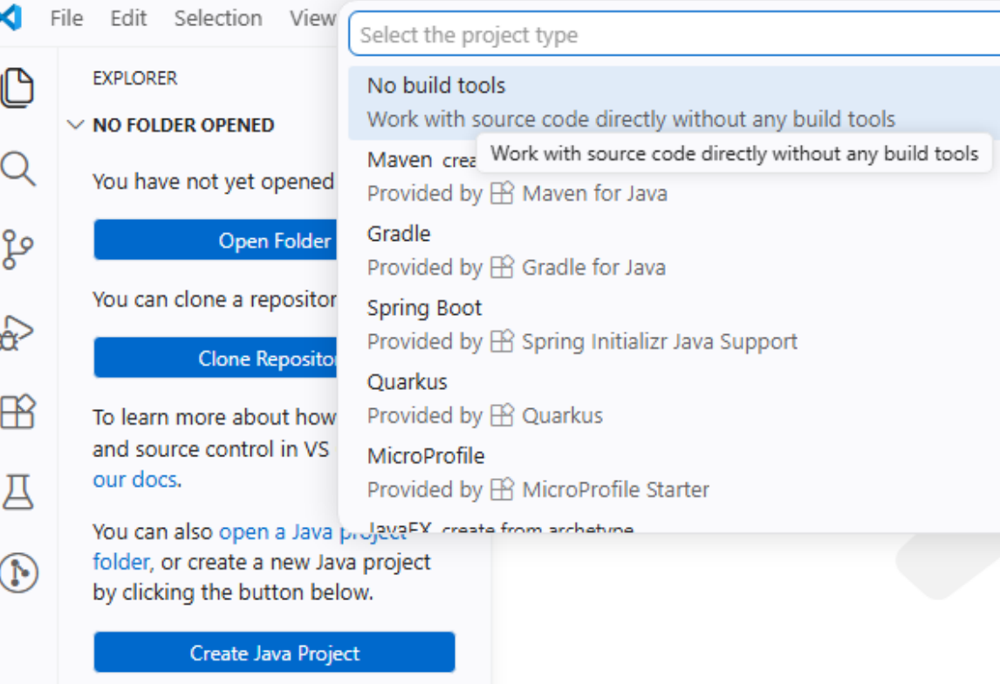 File Edit Selection View
Select the project type
No build tools
Work with source code directly without any build tools
Work with source code directly without any build tools
Maven
Provided by Maven for Java
Gradle
Provided by Gradle for Java
Spring Boot
Provided by Spring Initializr Java Support
Quarkus
Provided by Quarkus
MicroProfile
Provided by MicroProfile Starter
JavaFX create from archetype
EXPLORER
NO FOLDER OPENED
You have not yet opened
Open Folder
You can clone a
Clone
To learn more about how
and source control in VS
our docs.
You can also open a Java project
folder, or create a new Java project
by clicking the button below.
Create Java Project